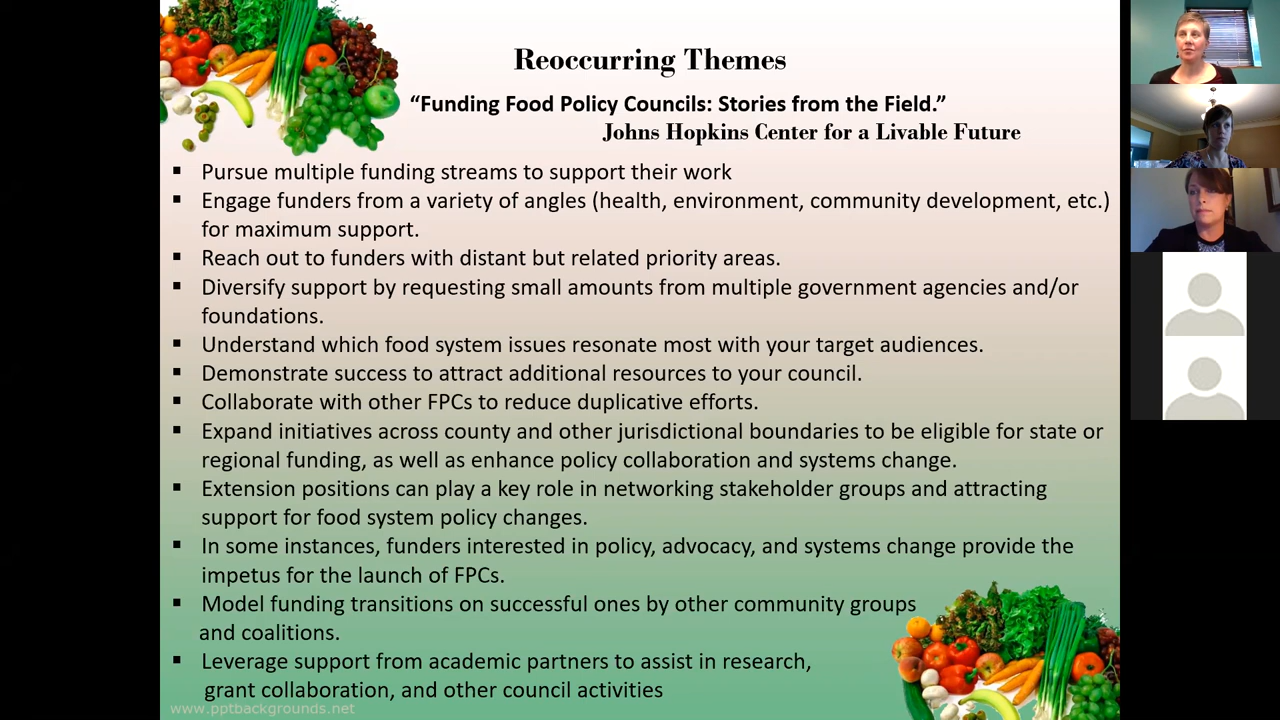 Reoccurring Themes
“Funding Food Policy Councils: Stories from the Field.”
Johns Hopkins Center for a Livable Future
▪ Pursue multiple funding streams to support their work
▪ Engage funders from a variety of angles (health, environment, community development, etc.)
for maximum support.
▪ Reach out to funders with distant but related priority areas.
▪ Diversify support by requesting small amounts from multiple government agencies and/or
foundations.
▪ Understand which food system issues resonate most with your target audiences.
▪ Demonstrate success to attract additional resources to your council.
▪ Collaborate with other FPCs to reduce duplicative efforts.
▪ Expand initiatives across county and other jurisdictional boundaries to be eligible for state or
regional funding, as well as enhance policy collaboration and systems change.
▪ Extension positions can play a key role in networking stakeholder groups and attracting
support for food system policy changes.
▪ In some instances, funders interested in policy, advocacy, and systems change provide the
impetus for the launch of FPCs.
▪ Model funding transitions on successful ones by other community groups
and coalitions.
▪ Leverage support from academic partners to assist in research,
grant collaboration, and other council activities
www.pptbackgrounds.net